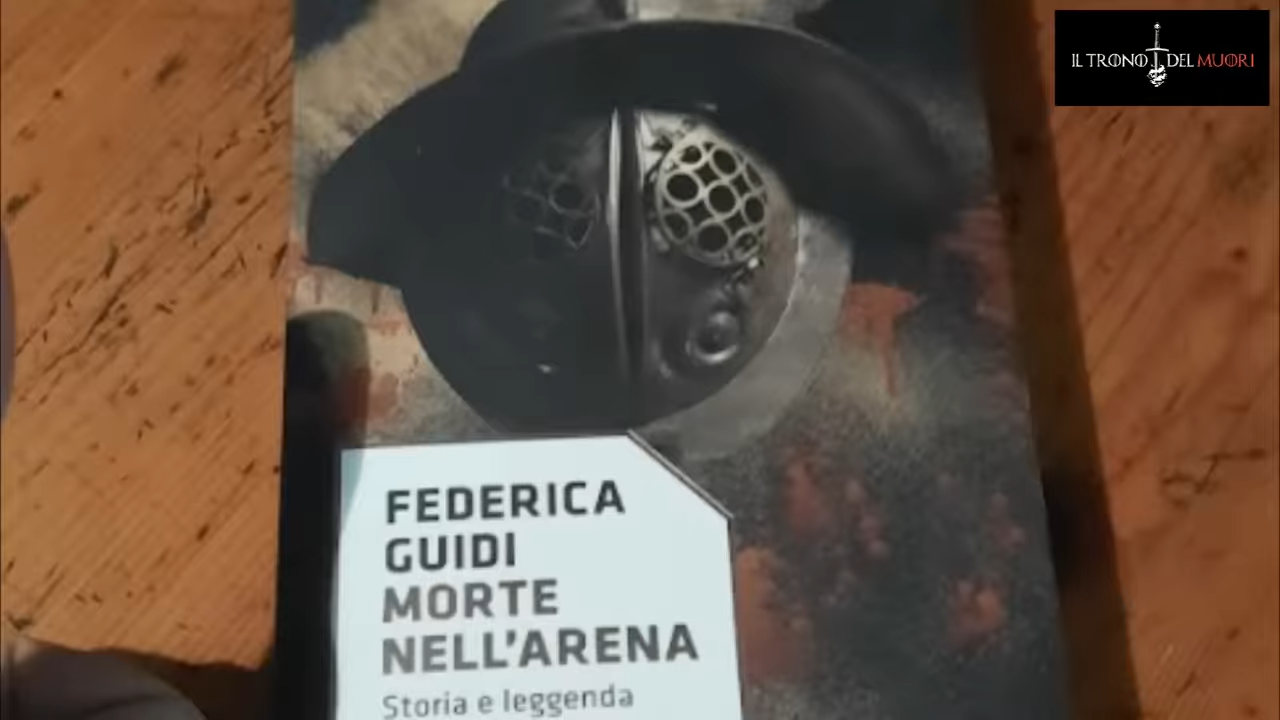 IL TRONO DEL MUORI
FEDERICA
GUIDI
MORTE
NELL'ARENA
Storia e leggenda